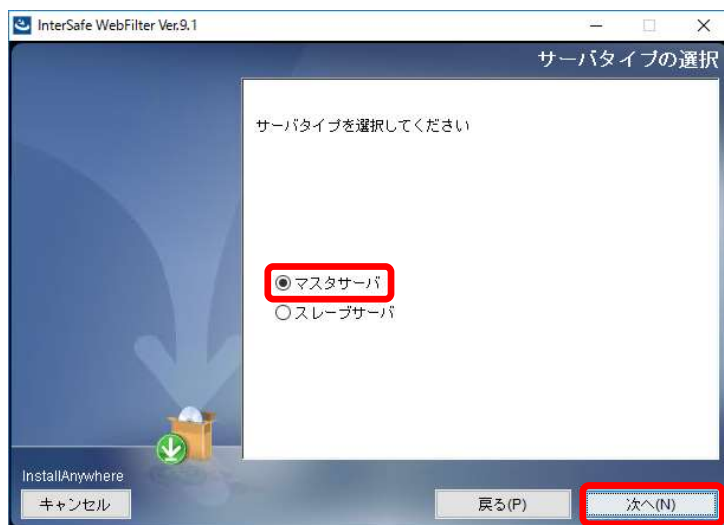 InterSafe WebFilter Ver.9.1
サーバタイプの選択
サーバタイプを選択してください
マスタサーバ
スレーブサーバ
InstallAnywhere
キャンセル
戻る(P)
次へ(N)